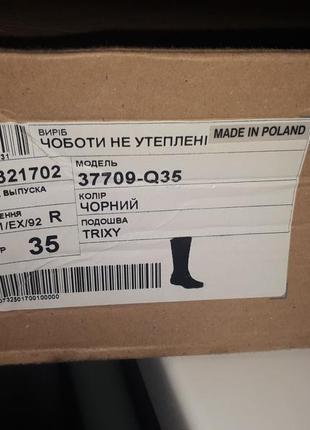 ВИРІБ
ЧОБОТИ НЕ УТЕПЛЕНІ
MADE IN POLAND
МОДЕЛЬ
321702
37709-Q35
ВЫПУСКА
КОЛІР
ЧОРНИЙ
/EX/92 R
ПОДОШВА
35
TRIXY
0732501700100000